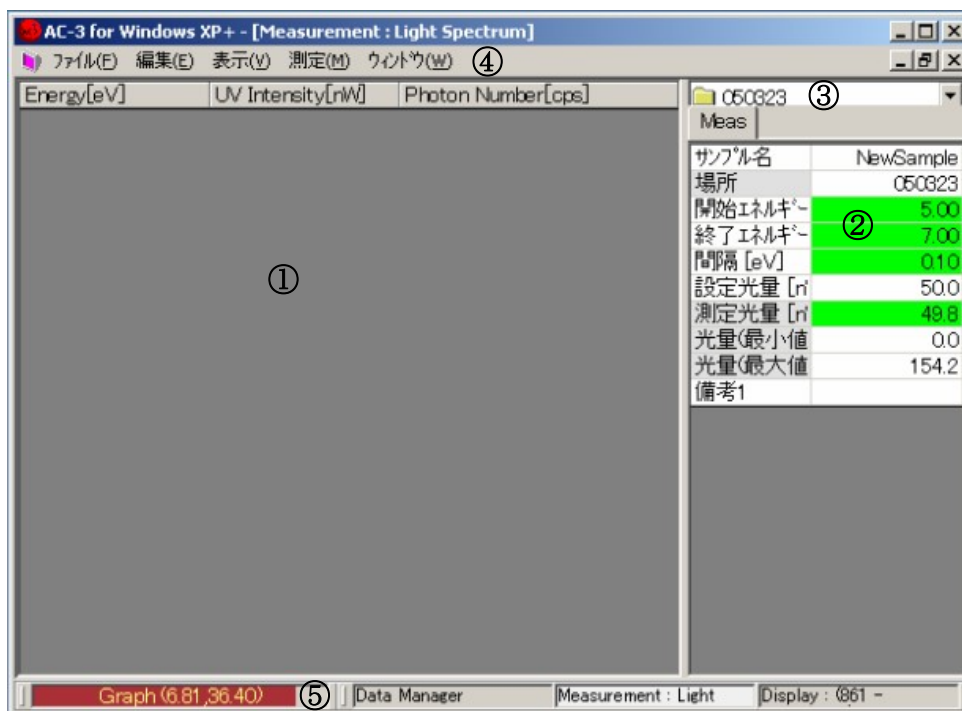 AC-3 for Windows XP+ - [Measurement : Light Spectrum]
ファイル(F) 編集(E) 表示(V) 測定(M) ウィンドウ(W) ④
Energy[eV] UV Intensity[nW] Photon Number[cps]
050323 ③
Meas
サンプル名 NewSample
場所 050323
開始エネルギー 5.00
終了エネルギー ② 7.00
間隔 [eV] 0.10
①
設定光量 [n 50.0
測定光量 [n 49.8
光量(最小値 0.0
光量(最大値 154.2
備考1
Graph (6.81,36.40) ⑤ Data Manager Measurement : Light Display : (861 -